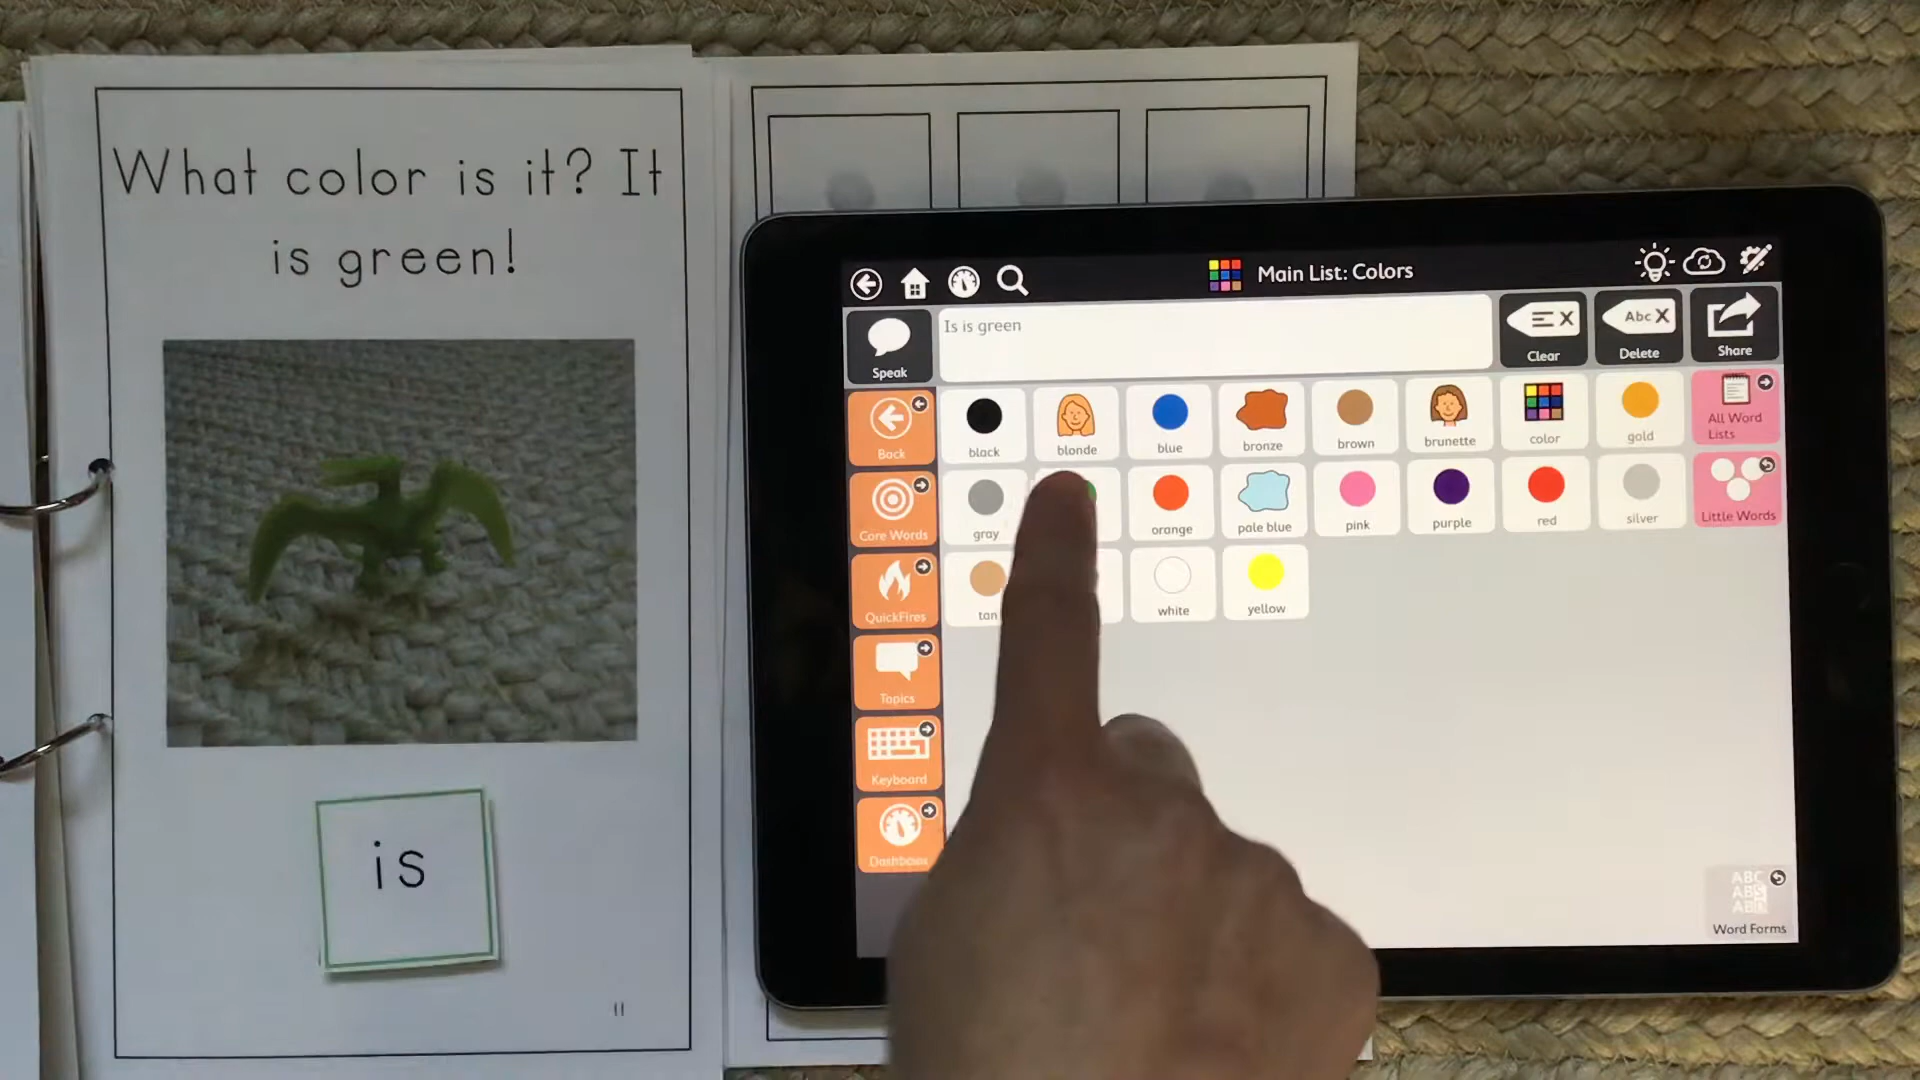 What color is it? It
is green!
is
11
Main List: Colors
Speak
Is is green
Clear
Abc X
Delete
Share
Back
black
blonde
blue
bronze
brown
brunette
color
gold
All Word
Lists
Core Words
gray
orange
pale blue
pink
purple
red
silver
Little Words
QuickFires
tan
white
yellow
Topics
Keyboard
Dashboard
ABC
Word Forms